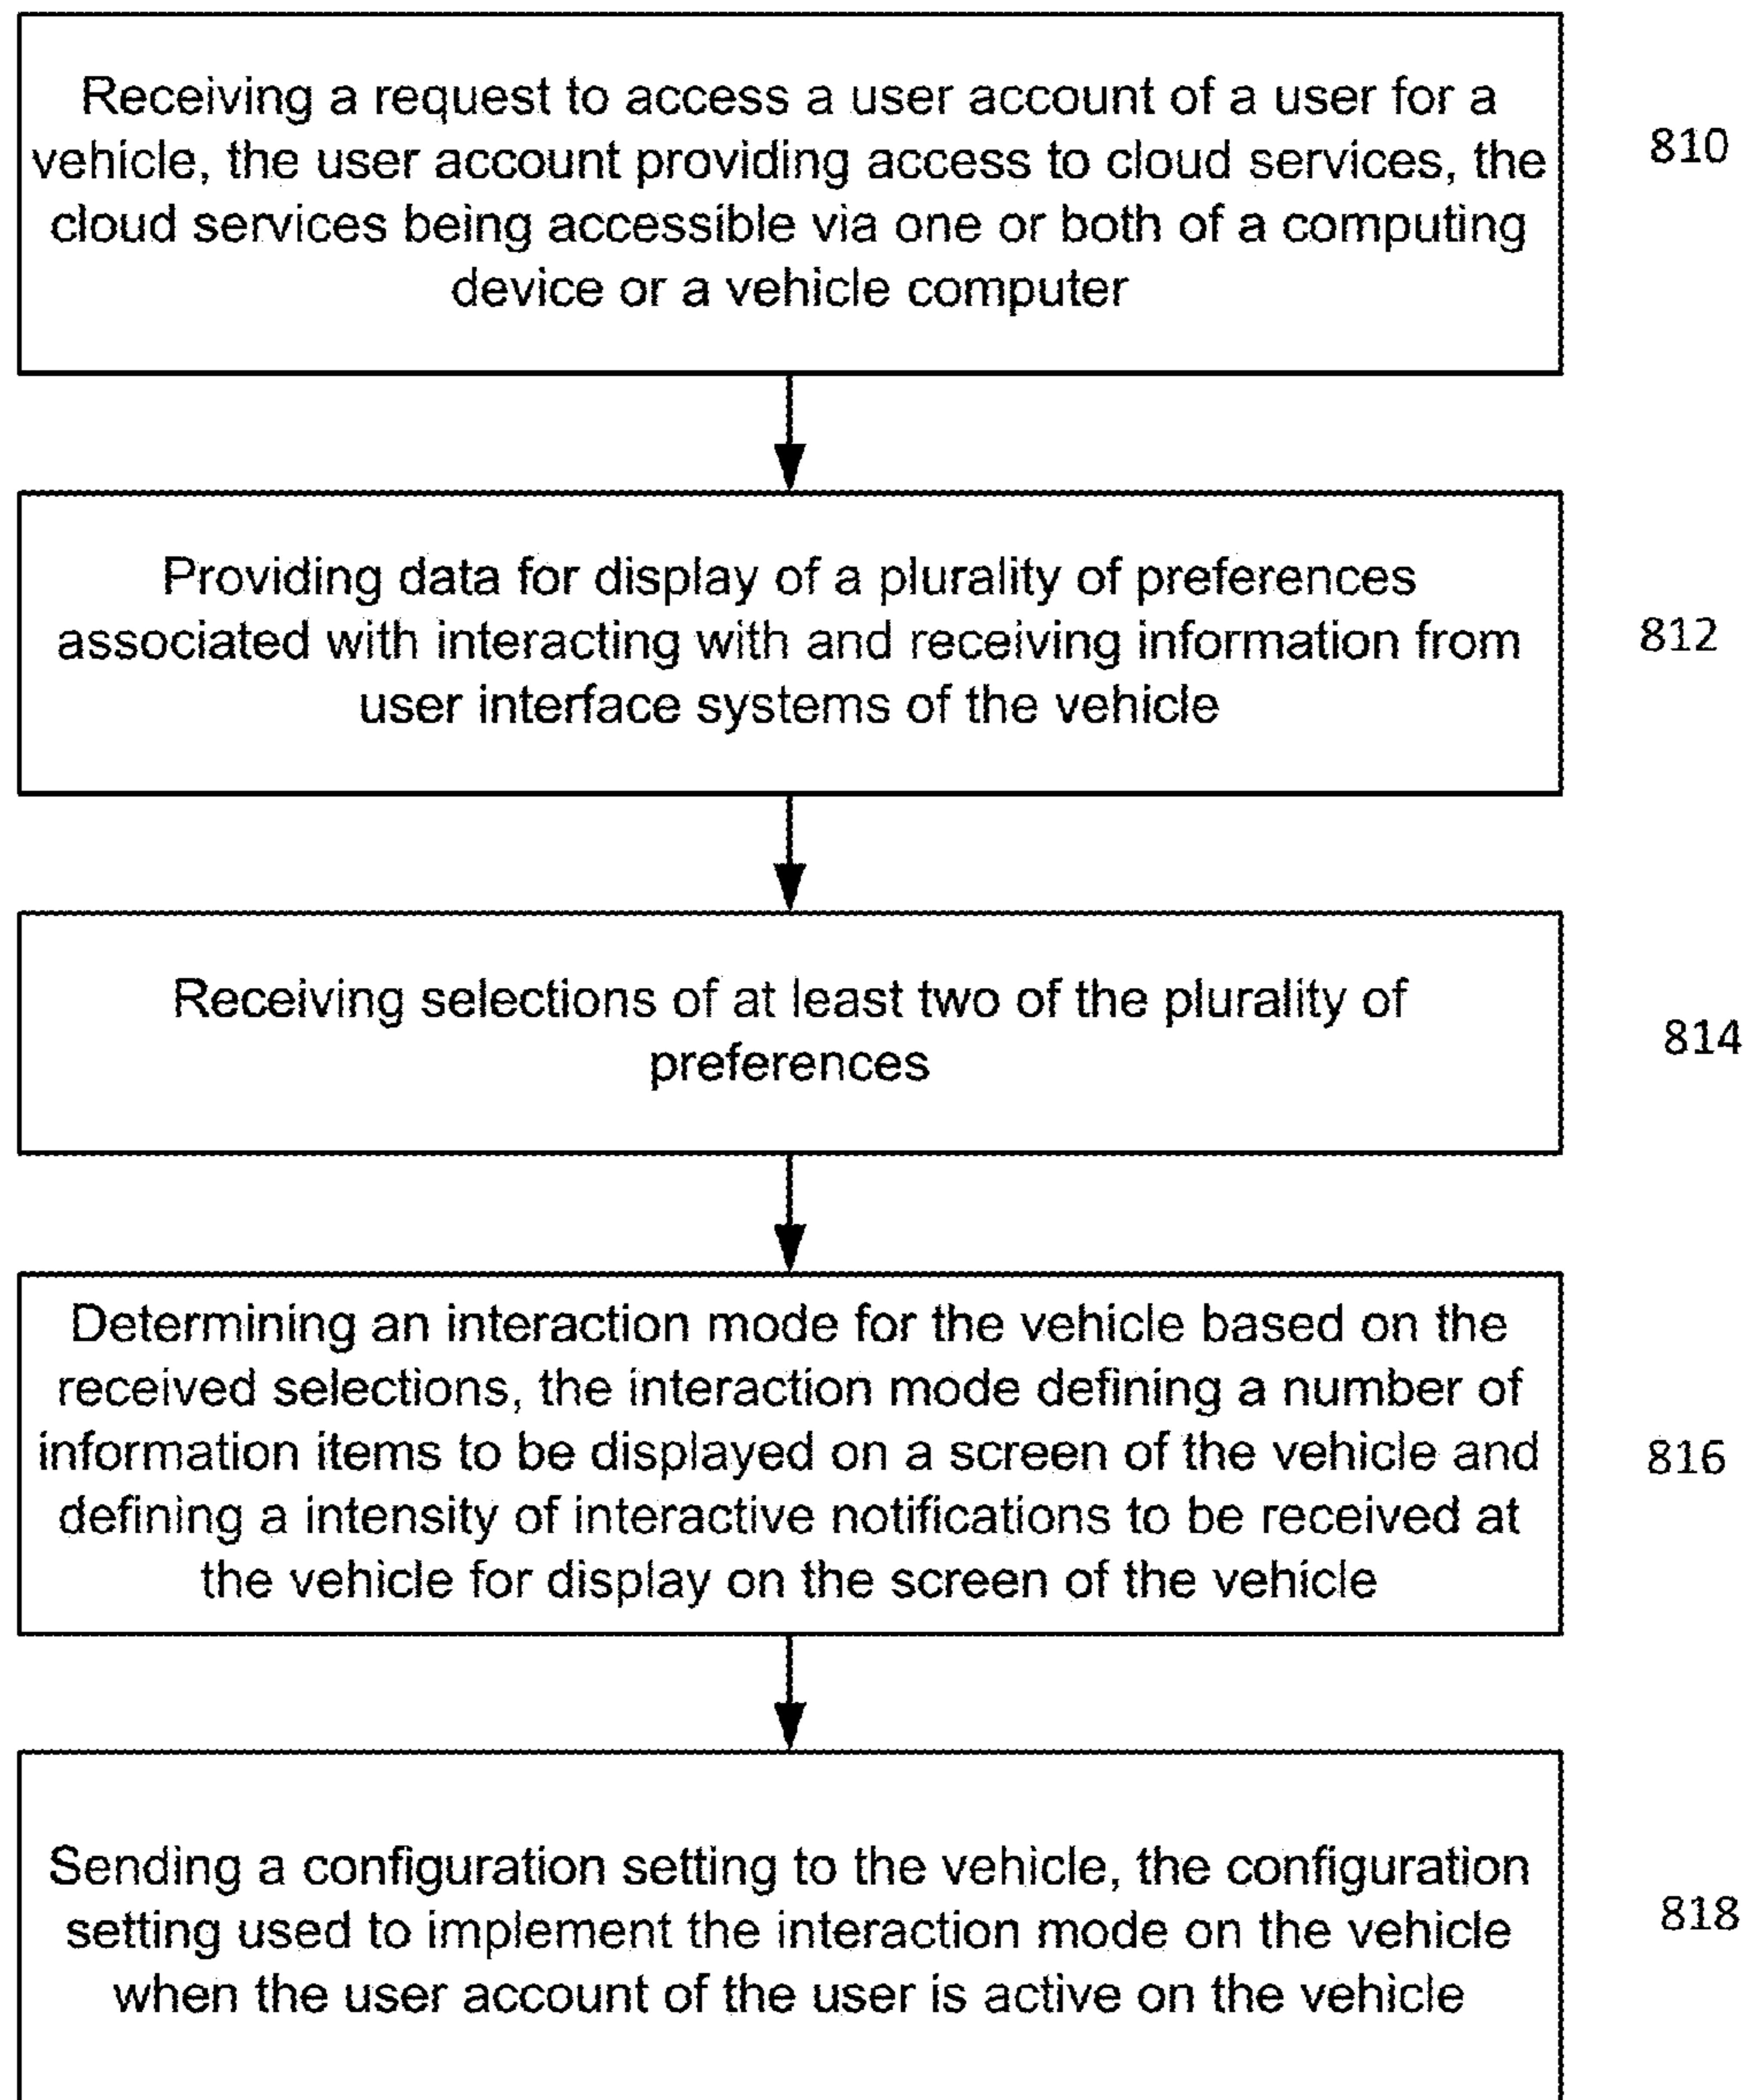 Receiving a request to access a user account of a user for a
vehicle, the user account providing access to cloud services, the
cloud services being accessible via one or both of a computing
device or a vehicle computer
810
Providing data for display of a plurality of preferences
associated with interacting with and receiving information from
user interface systems of the vehicle
812
Receiving selections of at least two of the plurality of
preferences
814
Determining an interaction mode for the vehicle based on the
received selections, the interaction mode defining a number of
information items to be displayed on a screen of the vehicle and
defining a intensity of interactive notifications to be received at
the vehicle for display on the screen of the vehicle
816
Sending a configuration setting to the vehicle, the configuration
setting used to implement the interaction mode on the vehicle
when the user account of the user is active on the vehicle
818